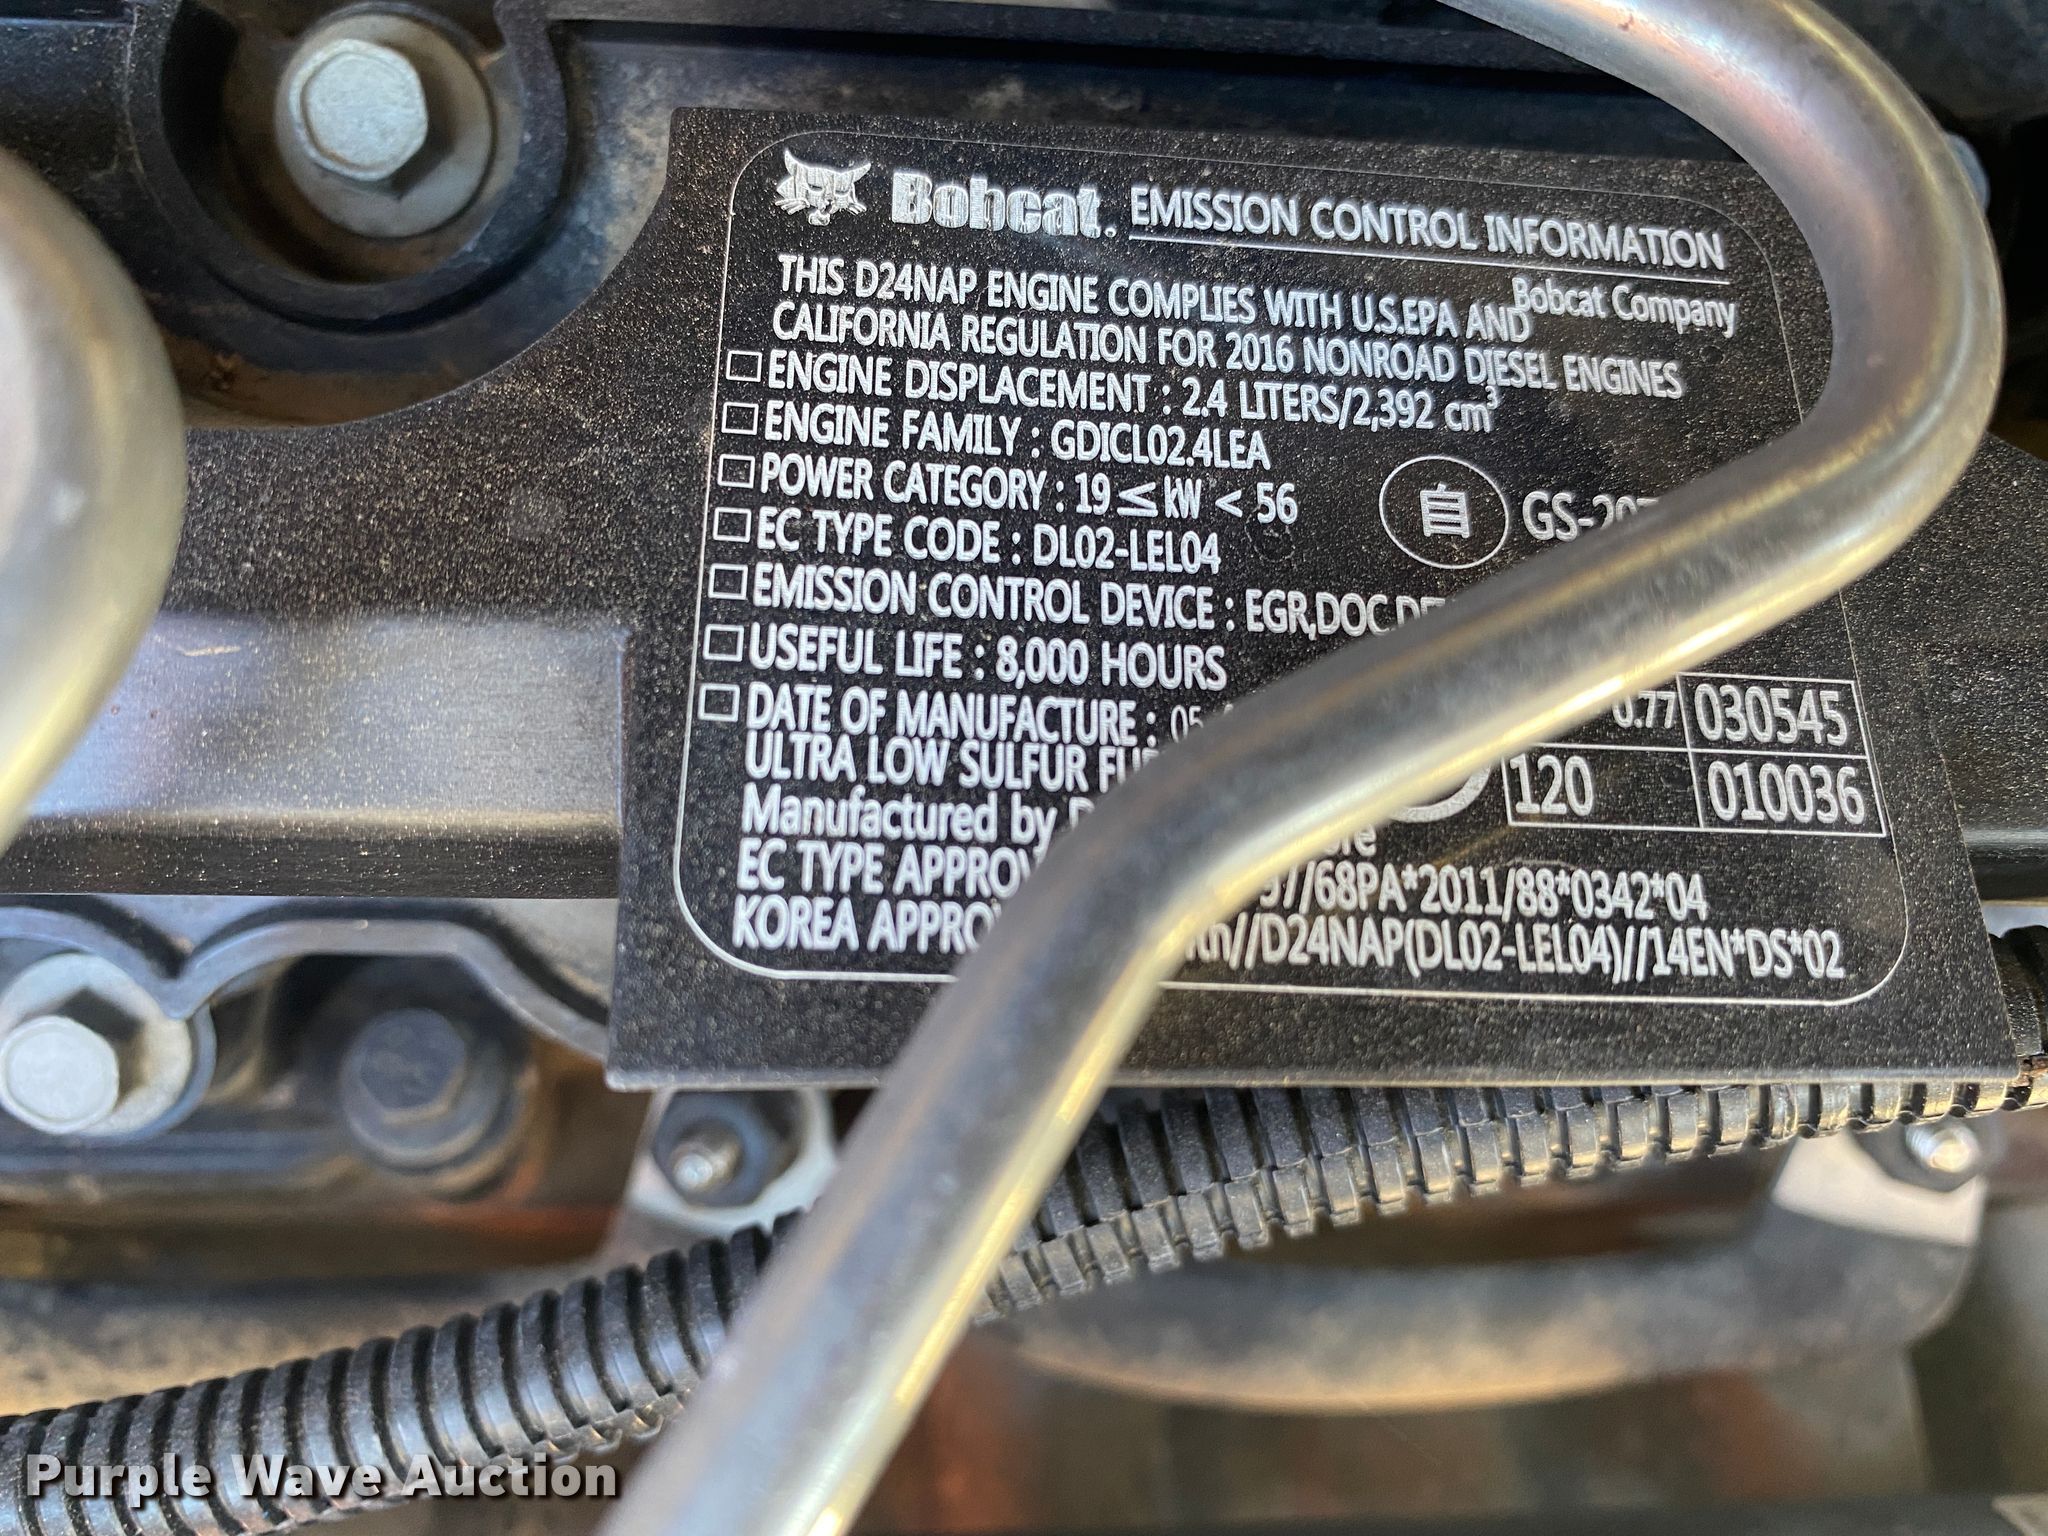 Bobcat. EMISSION CONTROL INFORMATION
Bobcat Company
THIS D24NAP ENGINE COMPLIES WITH U.S.EPA AND
CALIFORNIA REGULATION FOR 2016 NONROAD DIESEL ENGINES
ENGINE DISPLACEMENT : 2.4 LITERS/2,392 cm³
ENGINE FAMILY : GDICL02.4LEA
POWER CATEGORY : 19 ≤ kW < 56
自
EC TYPE CODE : DL02-LEL04
EMISSION CONTROL DEVICE : EGR,DOC,
USEFUL LIFE : 8,000 HOURS
DATE OF MANUFACTURE :
0.77 030545
ULTRA LOW SULFUR
120 010036
Manufactured by
EC TYPE
97/68PA*2011/88*0342*04
KOREA
//D24NAP(DL02-LEL04)//14EN*DS*02
Purple Wave Auction